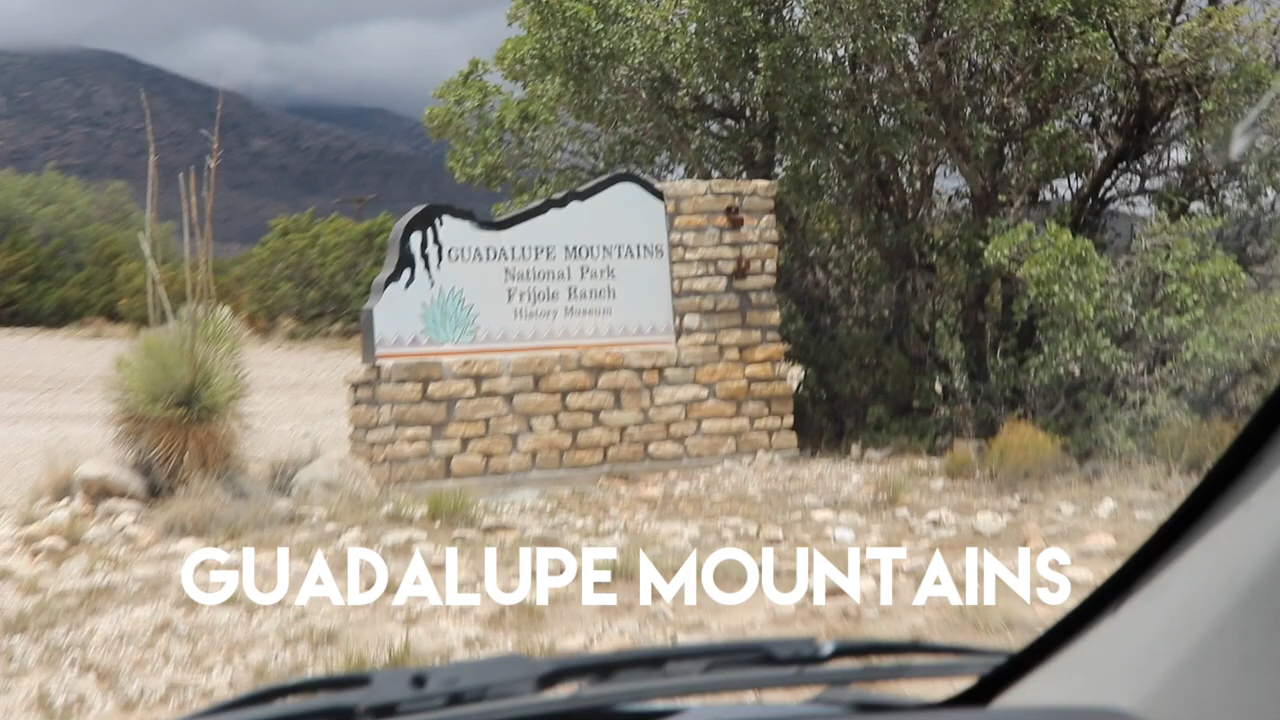 GUADALUPE MOUNTAINS
National Park
Frijole Ranch
History Museum
GUADALUPE MOUNTAINS